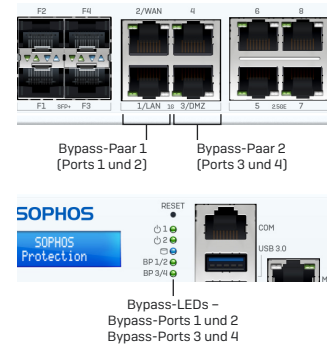 F2 F4 2/WAN 4 6 8
F1 SFP+ F3 1/LAN 1G 3/DMZ 5 2.5GE 7
Bypass-Paar 1
(Ports 1 und 2)
Bypass-Paar 2
(Ports 3 und 4)
SOPHOS
SOPHOS
Protection
RESET
1
2
BP 1/2
BP 3/4
COM
USB 3.0
M
Bypass-LEDs –
Bypass-Ports 1 und 2
Bypass-Ports 3 und 4